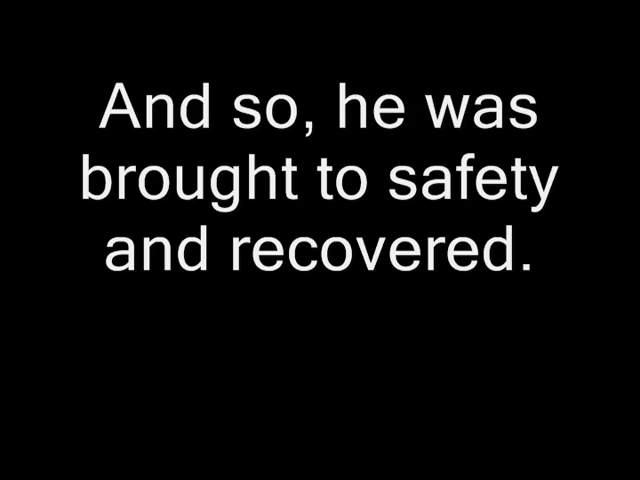 And so, he was
brought to safety
and recovered.